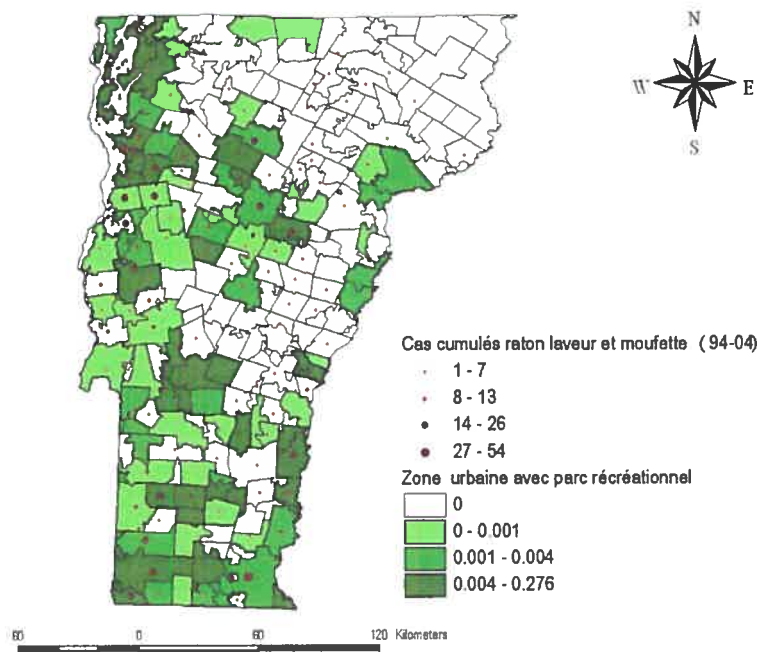 N
W E
S
Cas cumulés raton laveur et moufette ( 94-04)
1 - 7
8 - 13
14 - 26
27 - 54
Zone urbaine avec parc récréationnel
0
0 - 0.001
0.001 - 0.004
0.004 - 0.276
60 0 60 120 Kilometers